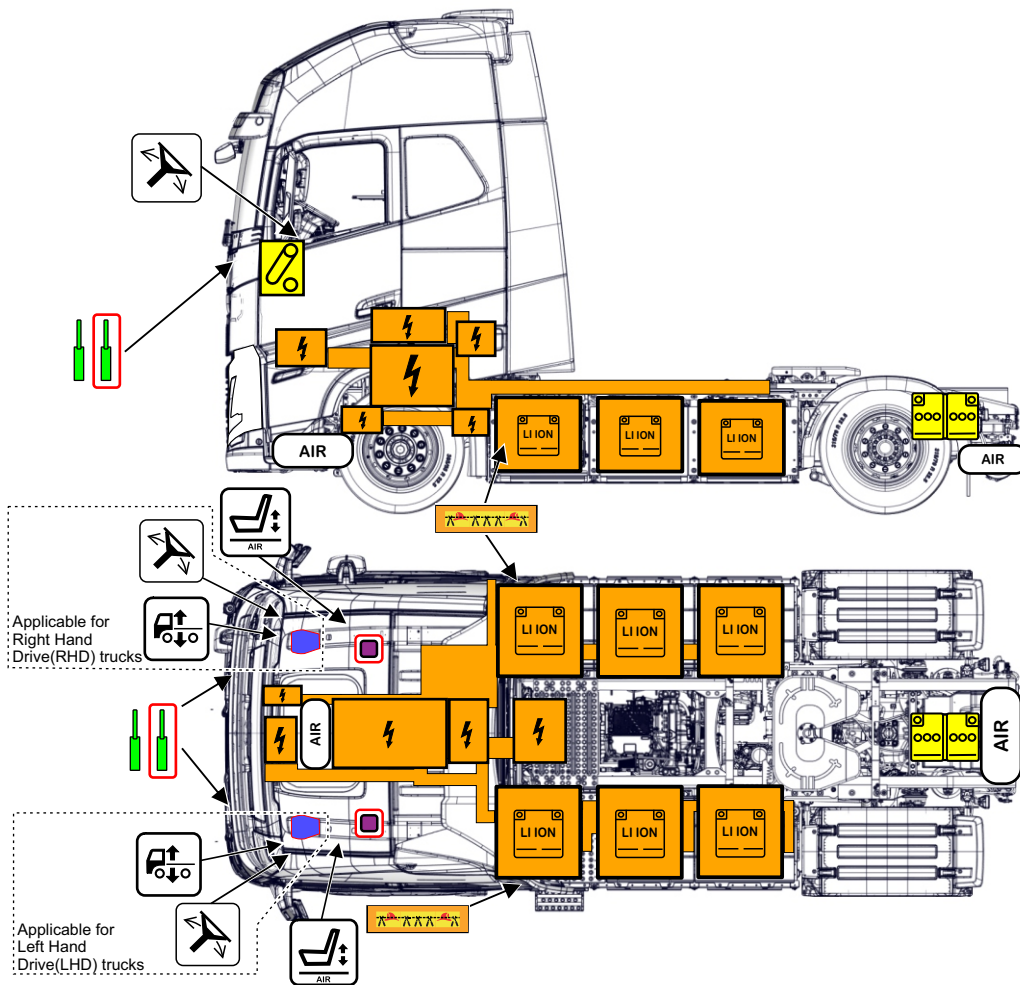 AIR
LI ION
LI ION
LI ION
AIR
AIR
Applicable for
Right Hand
Drive(RHD) trucks
LI ION
LI ION
LI ION
AIR
AIR
LI ION
LI ION
LI ION
Applicable for
Left Hand
Drive(LHD) trucks
AIR